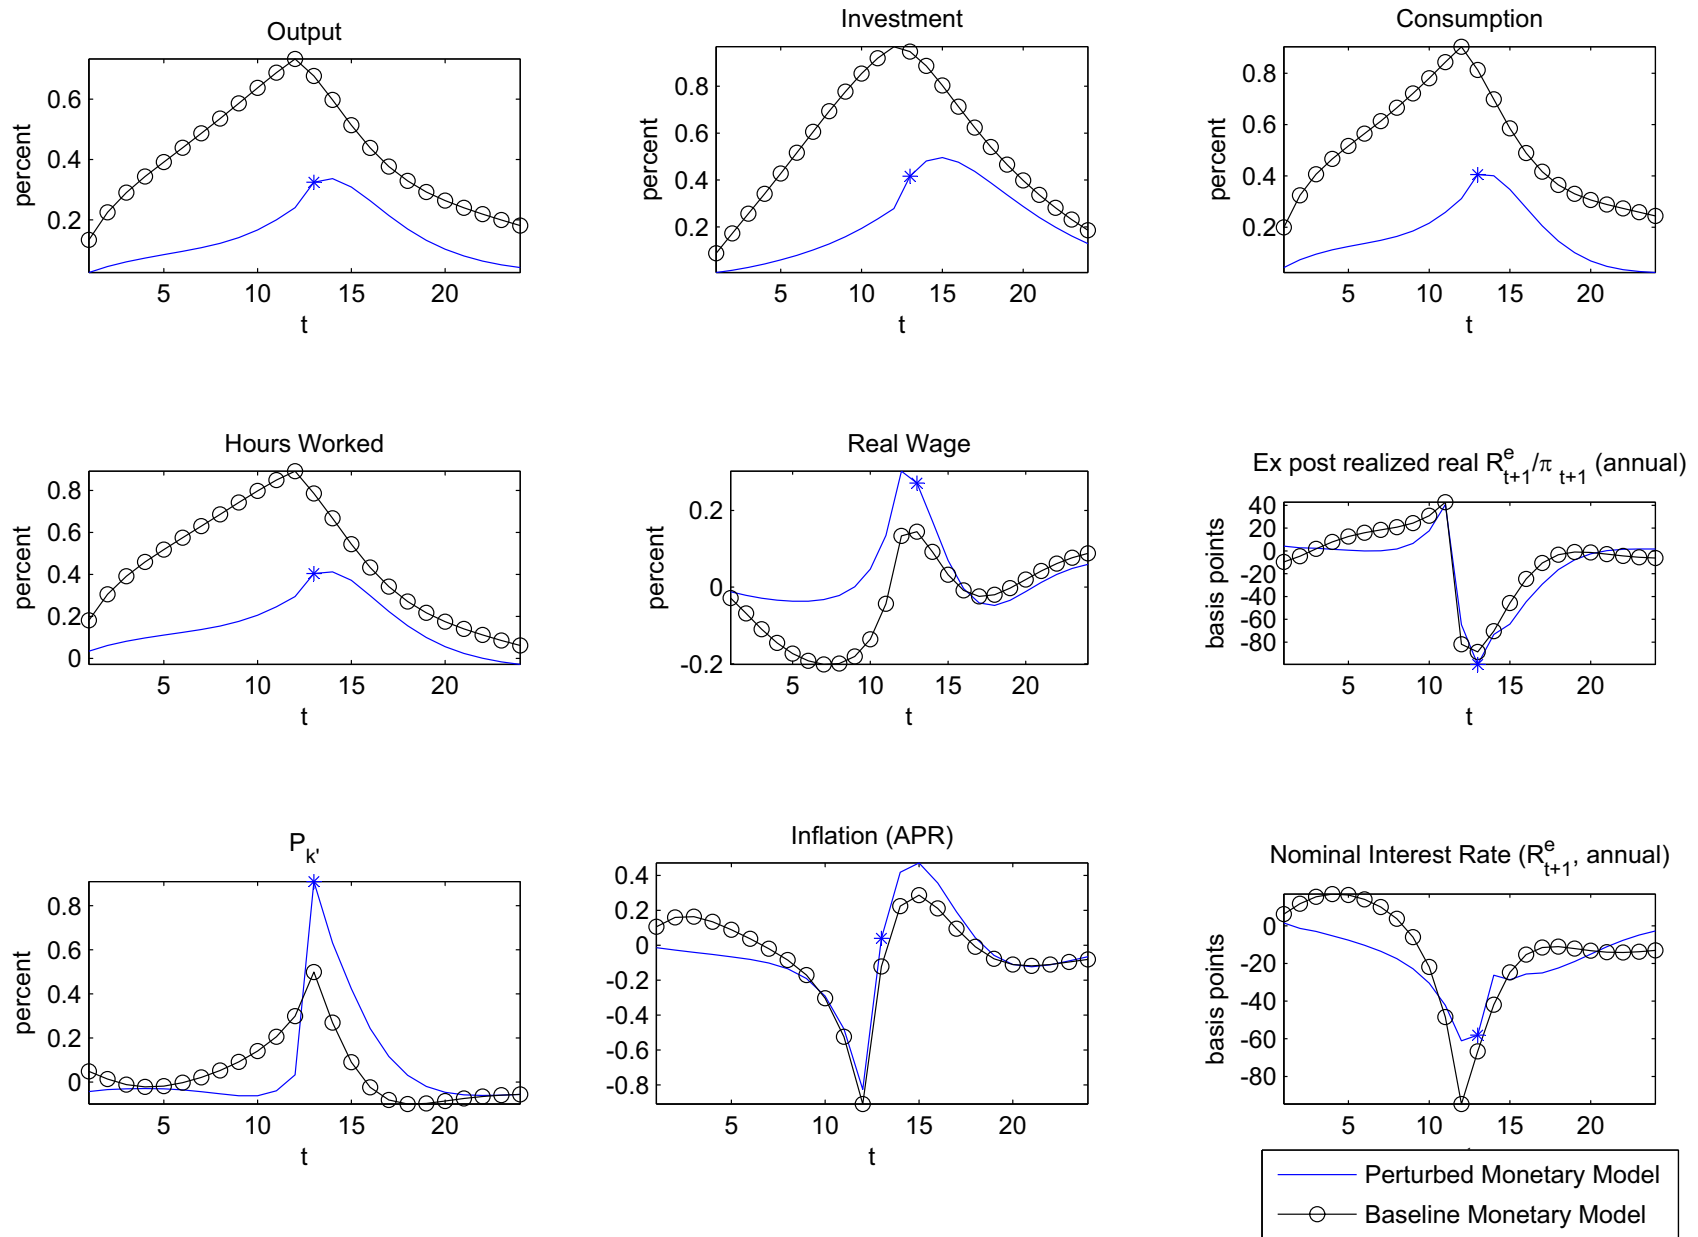 Output
percent
0.2
0.4
0.6
5
10
15
20
t
Investment
percent
0.2
0.4
0.6
0.8
5
10
15
20
t
Consumption
percent
0.2
0.4
0.6
0.8
5
10
15
20
t
Hours Worked
percent
0
0.2
0.4
0.6
0.8
5
10
15
20
t
Real Wage
percent
-0.2
0
0.2
5
10
15
20
t
Ex post realized real R^e_{t+1}/π_{t+1} (annual)
basis points
-80
-60
-40
-20
0
20
40
5
10
15
20
t
P_{k'}
percent
0
0.2
0.4
0.6
0.8
5
10
15
20
t
Inflation (APR)
-0.8
-0.6
-0.4
-0.2
0
0.2
0.4
5
10
15
20
t
Nominal Interest Rate (R^e_{t+1}, annual)
basis points
-80
-60
-40
-20
0
5
10
15
20
Perturbed Monetary Model
Baseline Monetary Model